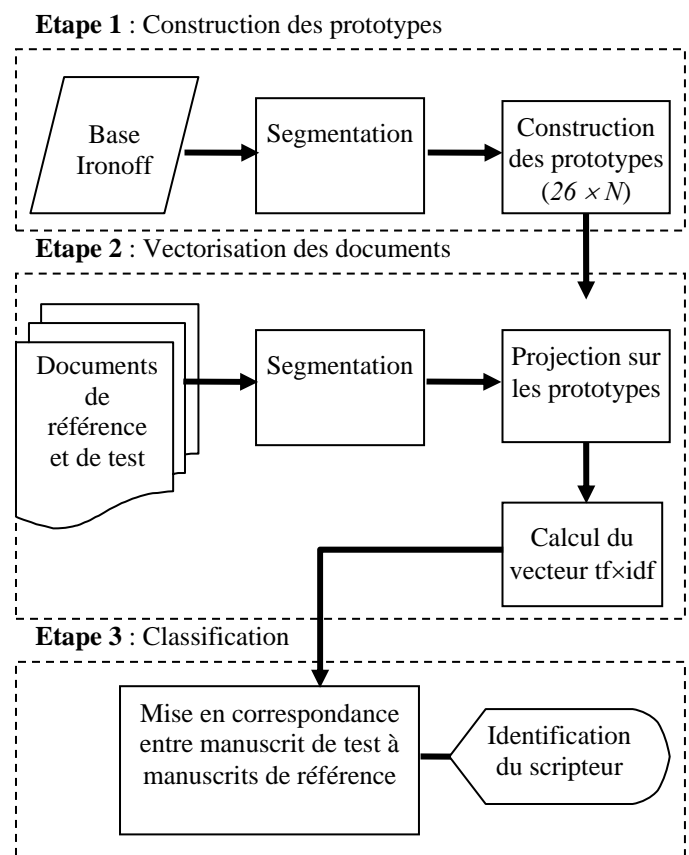 Etape 1 : Construction des prototypes
Base
Ironoff
Segmentation
Construction
des prototypes
(26 × N)
Etape 2 : Vectorisation des documents
Documents
de
référence
et de test
Segmentation
Projection sur
les prototypes
Calcul du
vecteur tf×idf
Etape 3 : Classification
Mise en correspondance
entre manuscrit de test à
manuscrits de référence
Identification
du scripteur